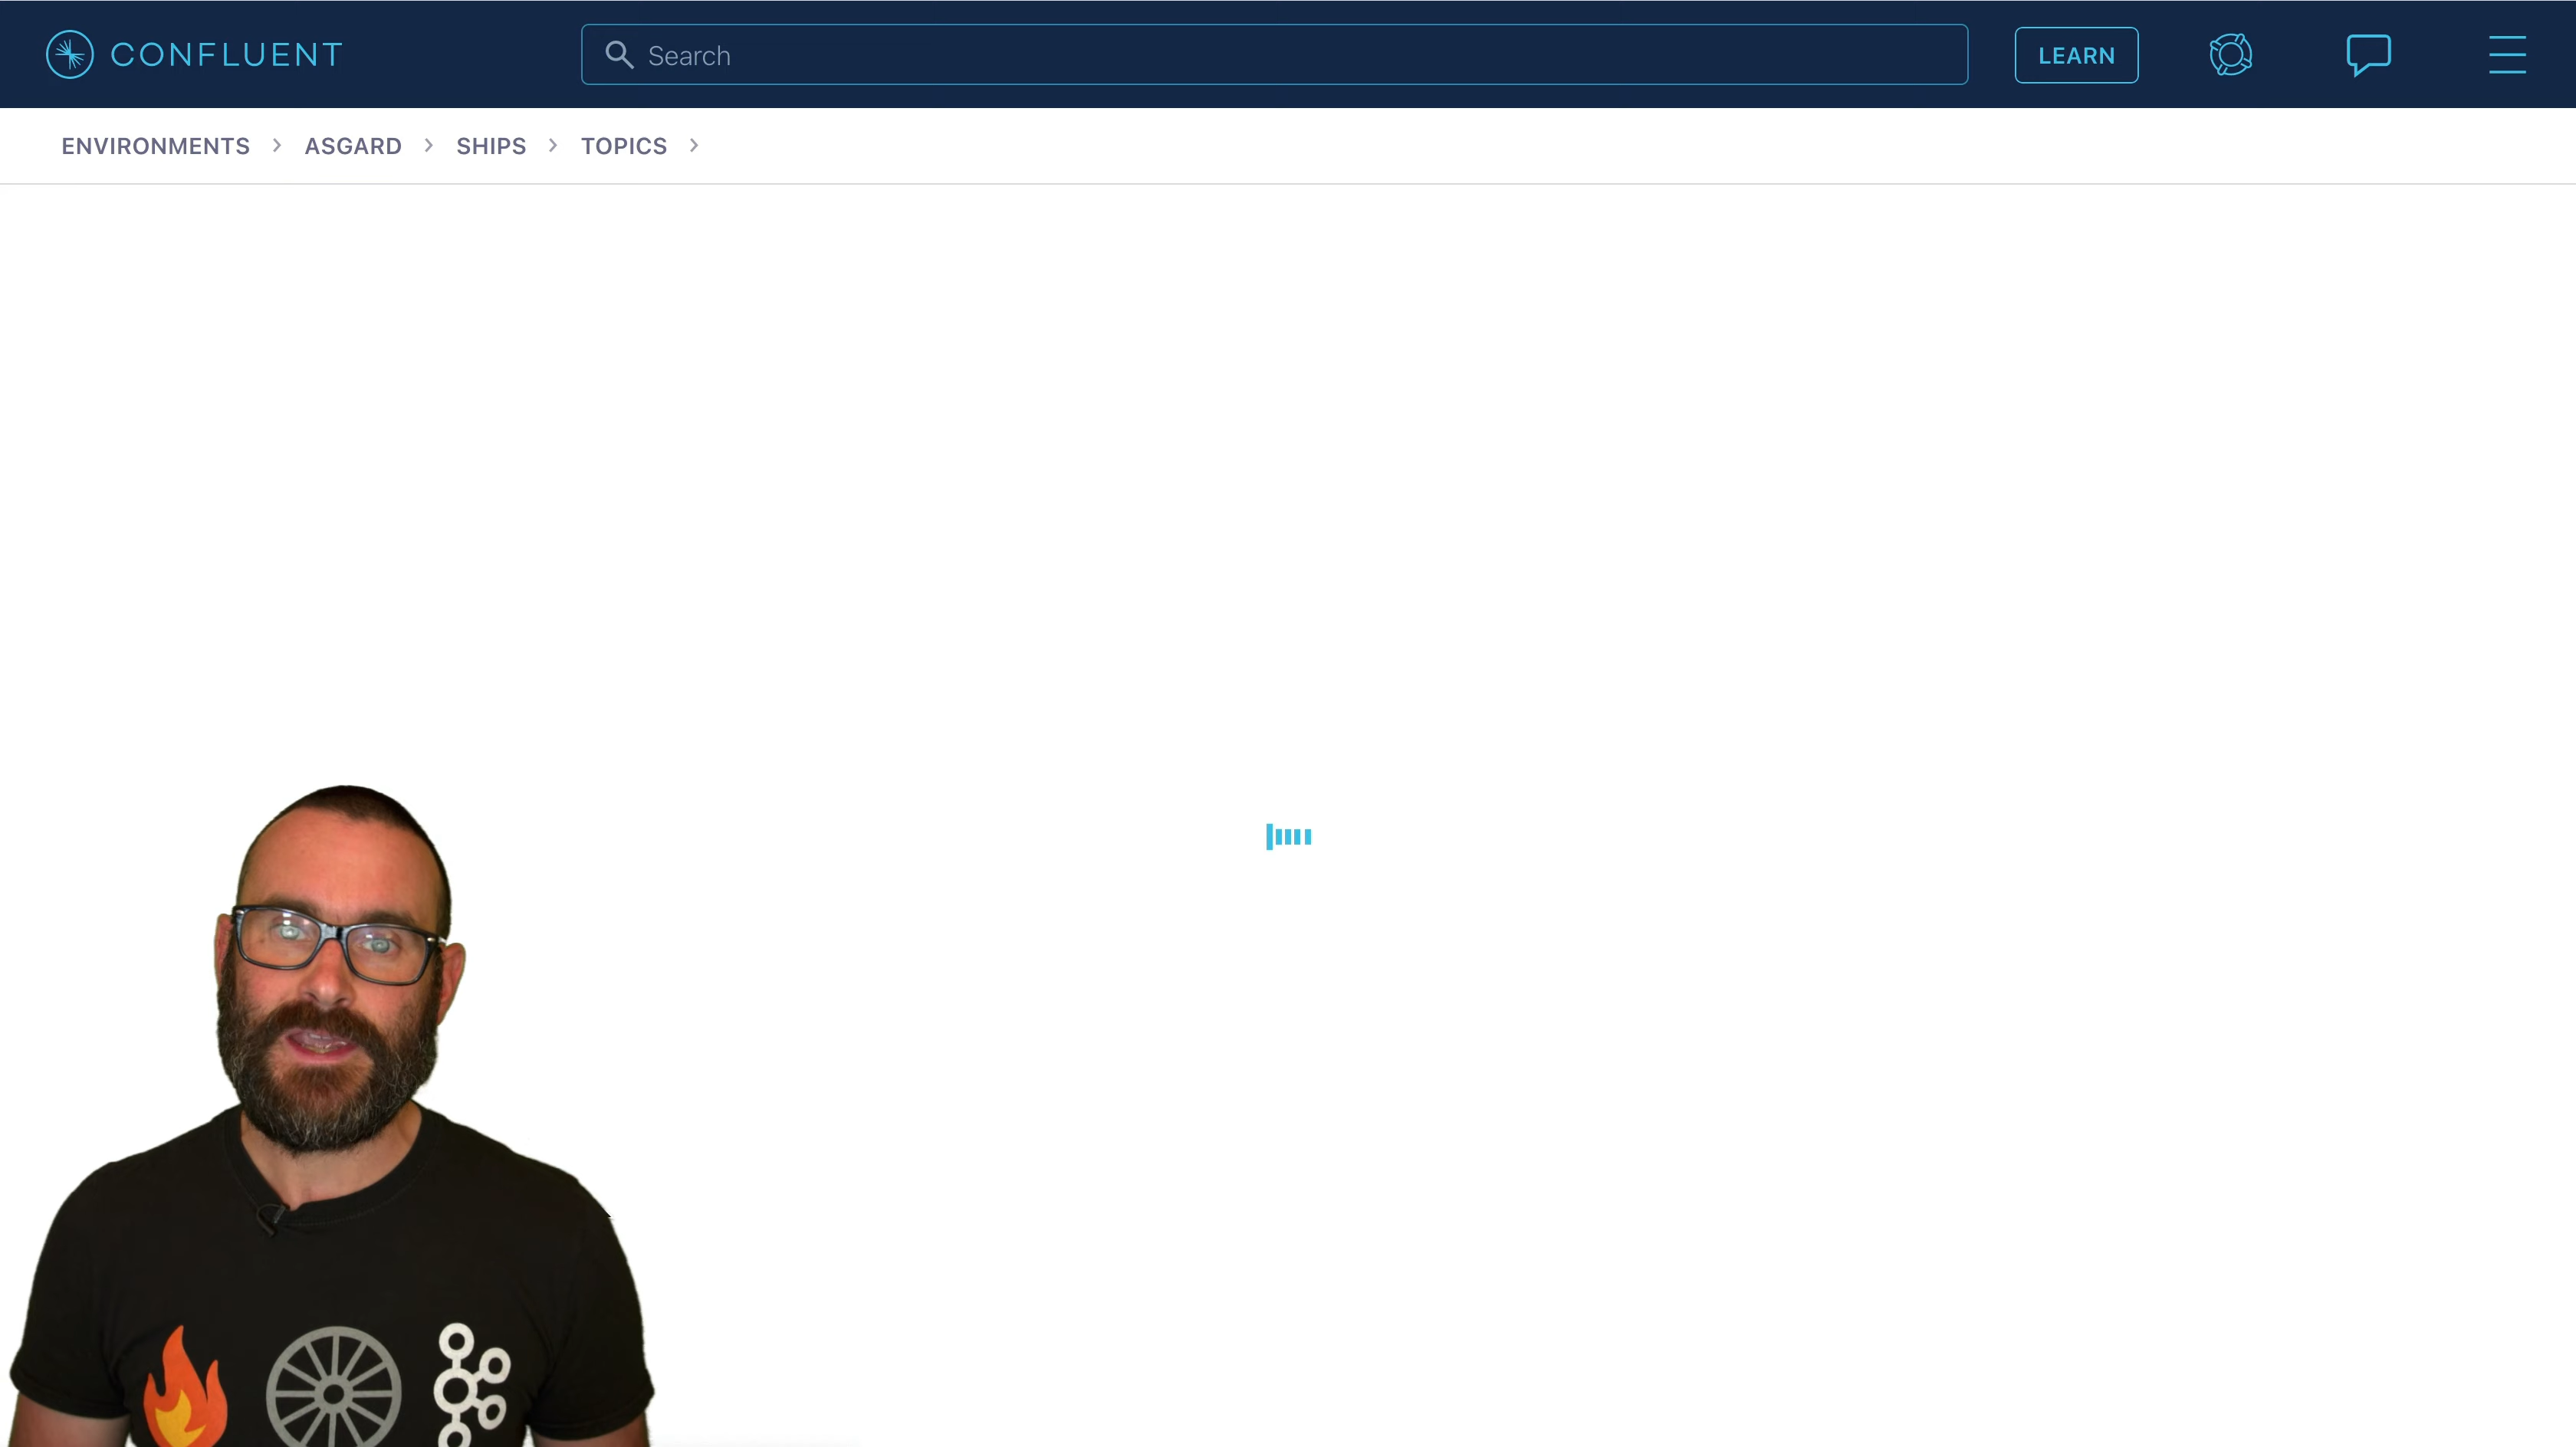 CONFLUENT
Search
LEARN
ENVIRONMENTS > ASGARD > SHIPS > TOPICS >